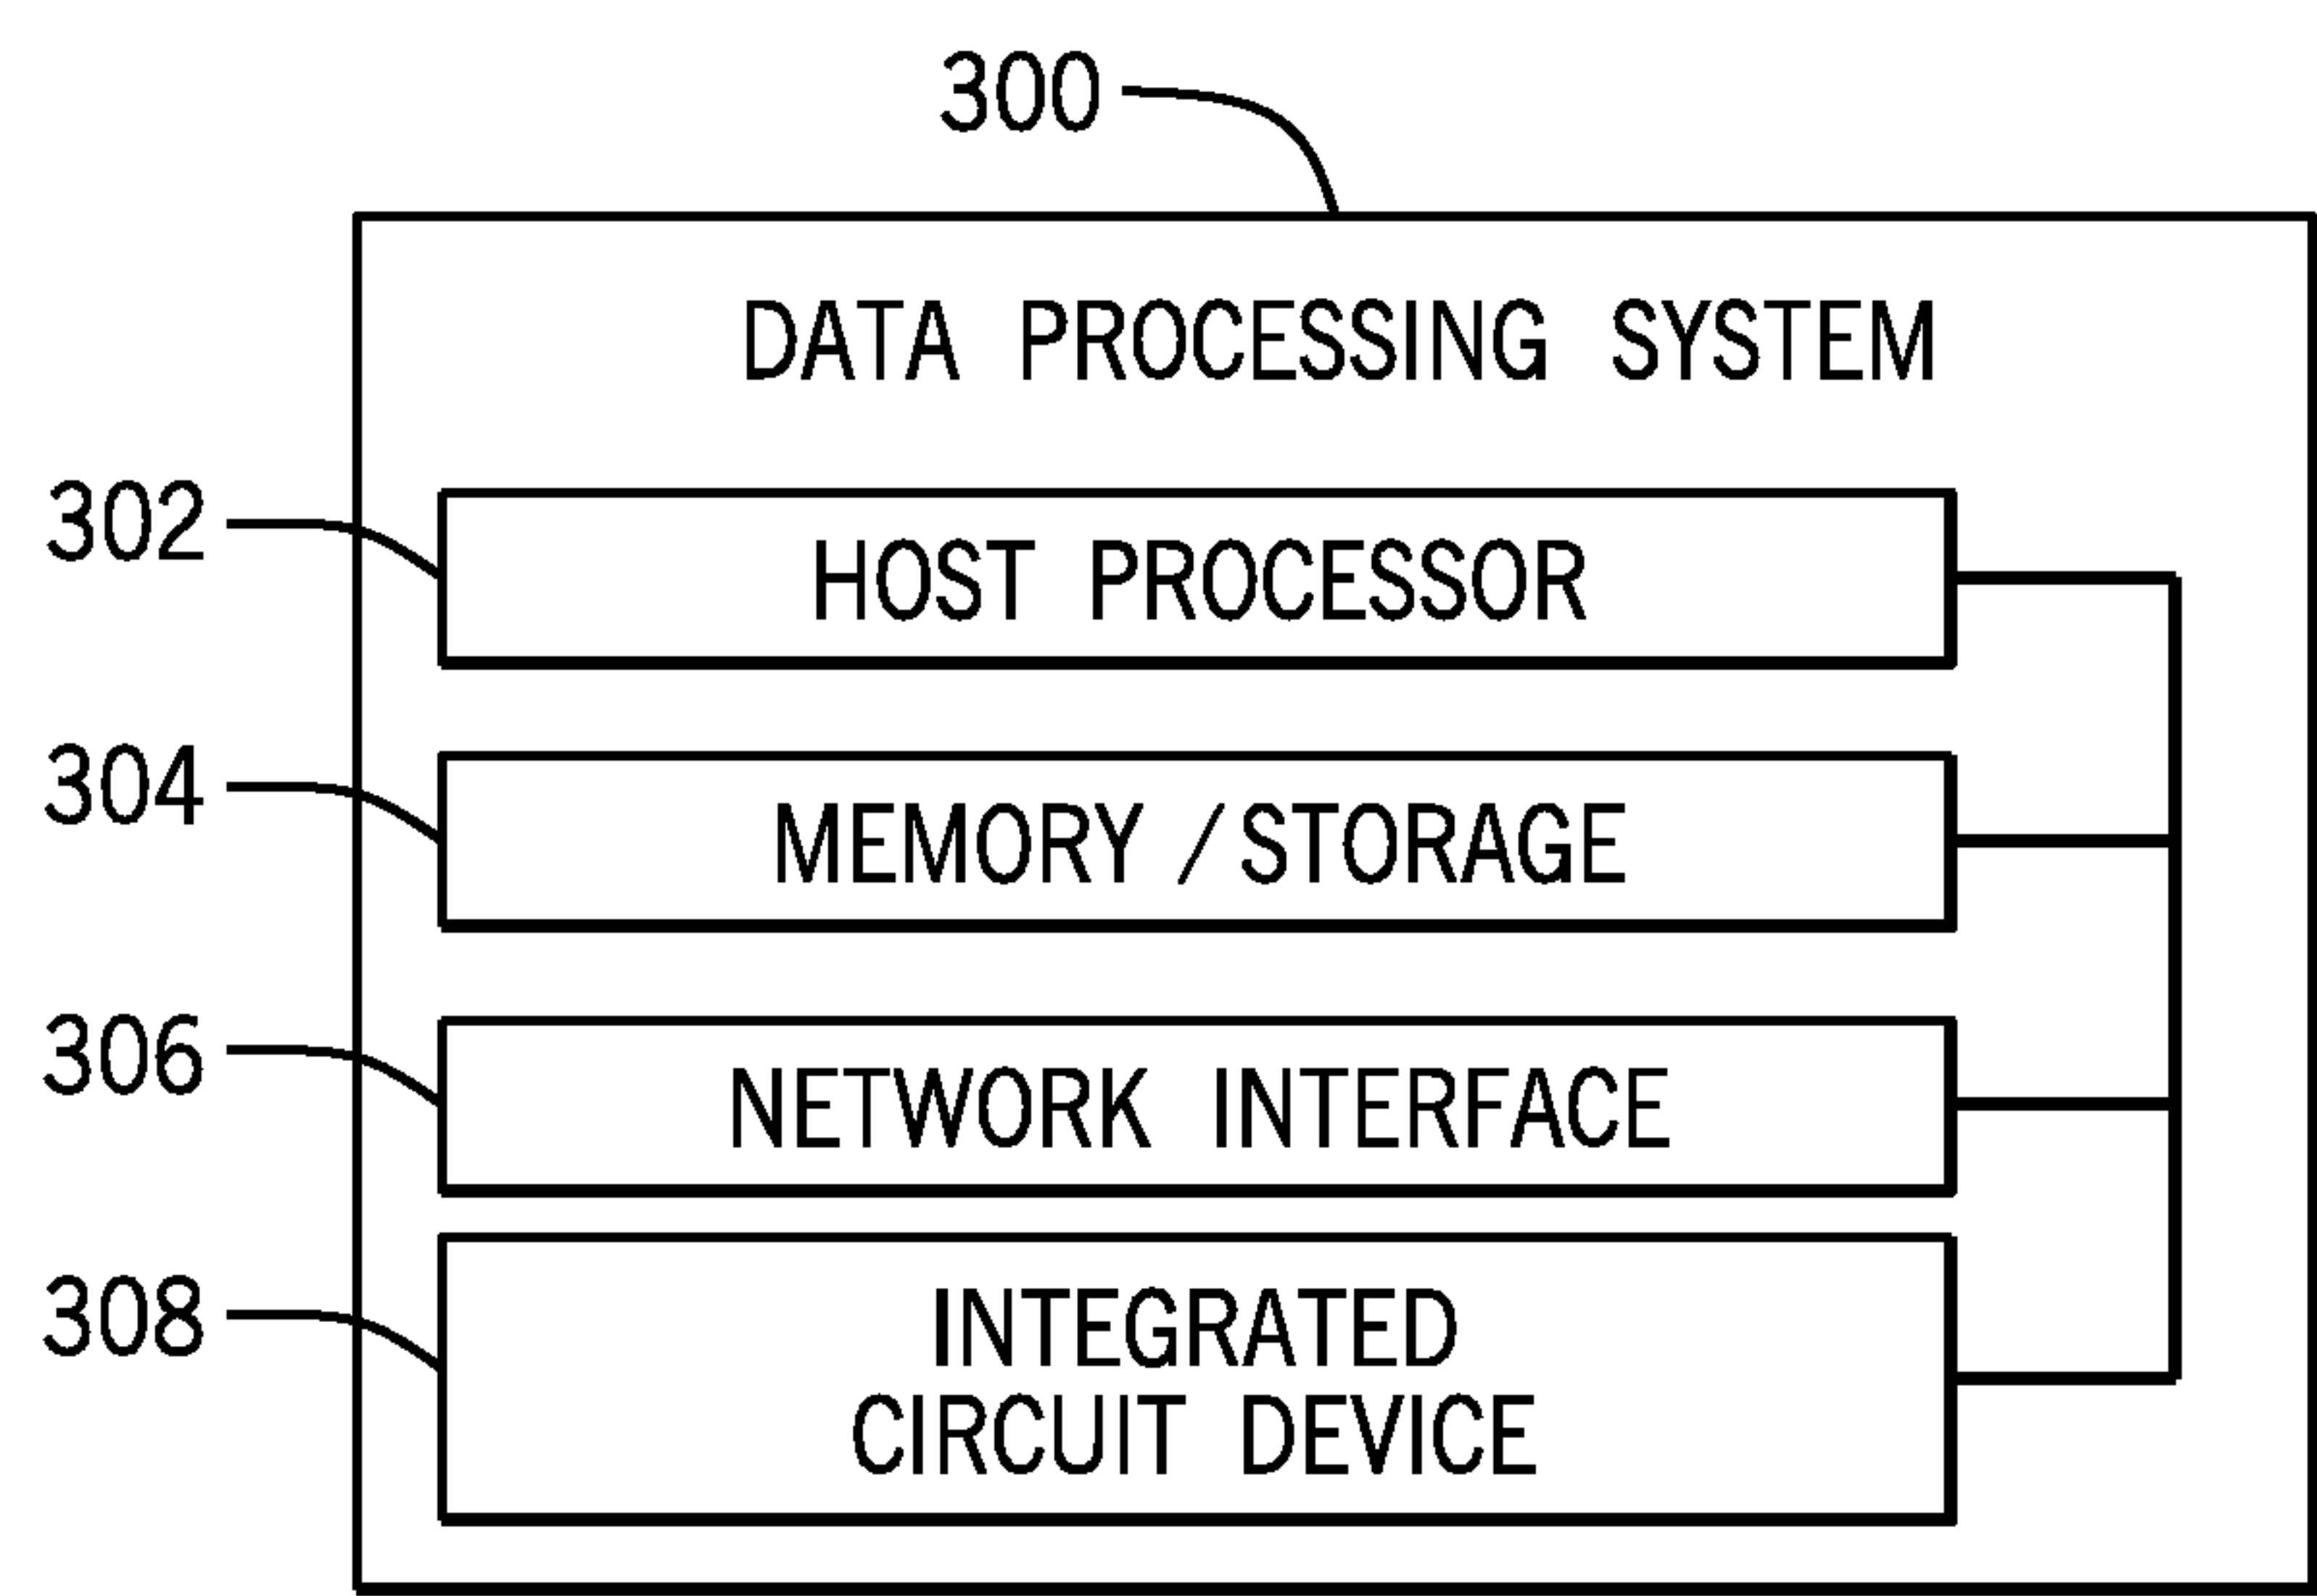 300
DATA PROCESSING SYSTEM
302
HOST PROCESSOR
304
MEMORY / STORAGE
306
NETWORK INTERFACE
308
INTEGRATED
CIRCUIT DEVICE